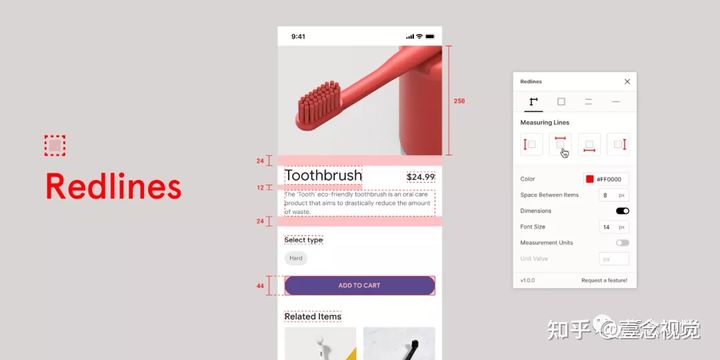 Redlines
9:41
258
24
Toothbrush
$24.99
12
The 'Tooth' eco-friendly toothbrush is an oral care
product that aims to drastically reduce the amount
of waste.
24
Select type
Hard
44
ADD TO CART
Related Items
Redlines
Measuring Lines
Color
#FF0000
Space Between Items
8
px
Dimensions
Font Size
14
px
Measurement Units
Unit Value
px
v1.0.0
Request a feature!
知乎 @壹念视觉